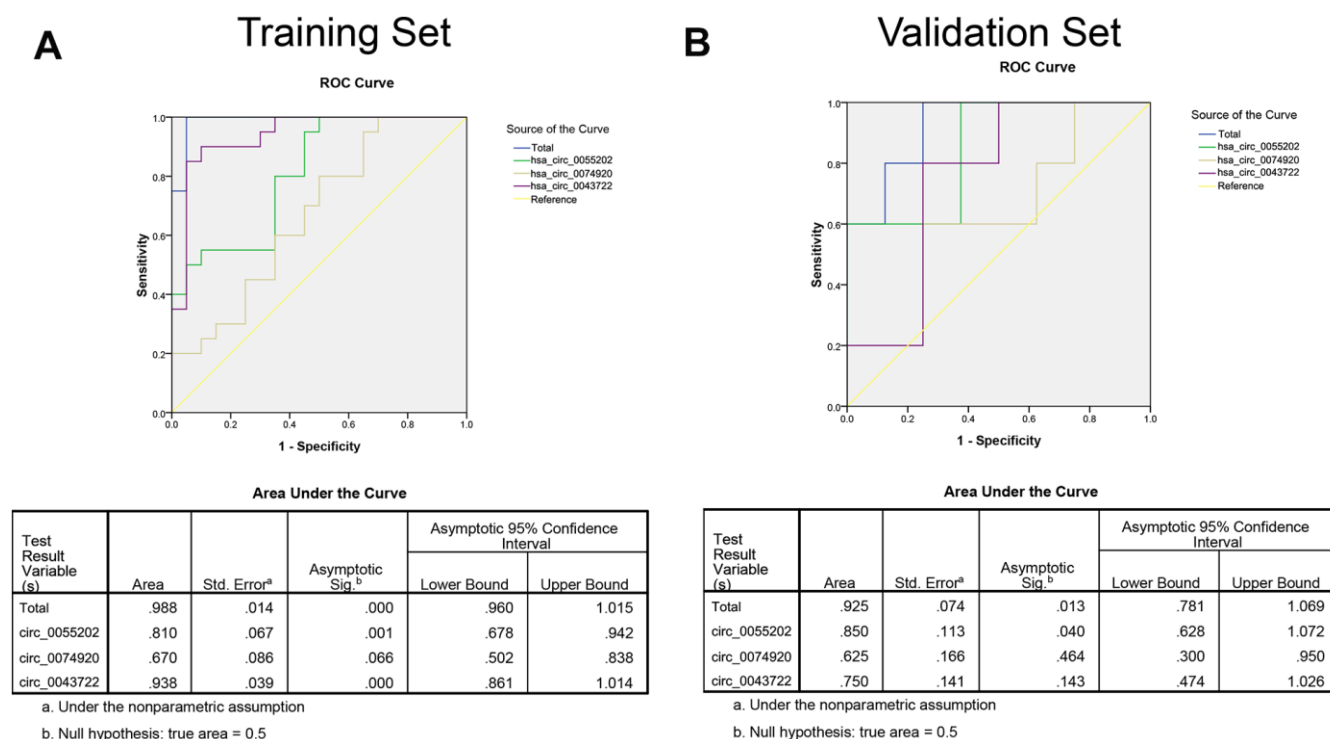 A
Training Set
ROC Curve
Sensitivity
1.0
0.8
0.6
0.4
0.2
0.0
0.0 0.2 0.4 0.6 0.8 1.0
1 - Specificity
Source of the Curve
Total
hsa_circ_0055202
hsa_circ_0074920
hsa_circ_0043722
Reference
Area Under the Curve
Test Result Variable (s) Area Std. Errorᵃ Asymptotic Sig.ᵇ Asymptotic 95% Confidence Interval
Lower Bound Upper Bound
Total .988 .014 .000 .960 1.015
circ_0055202 .810 .067 .001 .678 .942
circ_0074920 .670 .086 .066 .502 .838
circ_0043722 .938 .039 .000 .861 1.014
a. Under the nonparametric assumption
b. Null hypothesis: true area = 0.5
B
Validation Set
ROC Curve
Sensitivity
1.0
0.8
0.6
0.4
0.2
0.0
0.0 0.2 0.4 0.6 0.8 1.0
1 - Specificity
Source of the Curve
Total
hsa_circ_0055202
hsa_circ_0074920
hsa_circ_0043722
Reference
Area Under the Curve
Test Result Variable (s) Area Std. Errorᵃ Asymptotic Sig.ᵇ Asymptotic 95% Confidence Interval
Lower Bound Upper Bound
Total .925 .074 .013 .781 1.069
circ_0055202 .850 .113 .040 .628 1.072
circ_0074920 .625 .166 .464 .300 .950
circ_0043722 .750 .141 .143 .474 1.026
a. Under the nonparametric assumption
b. Null hypothesis: true area = 0.5